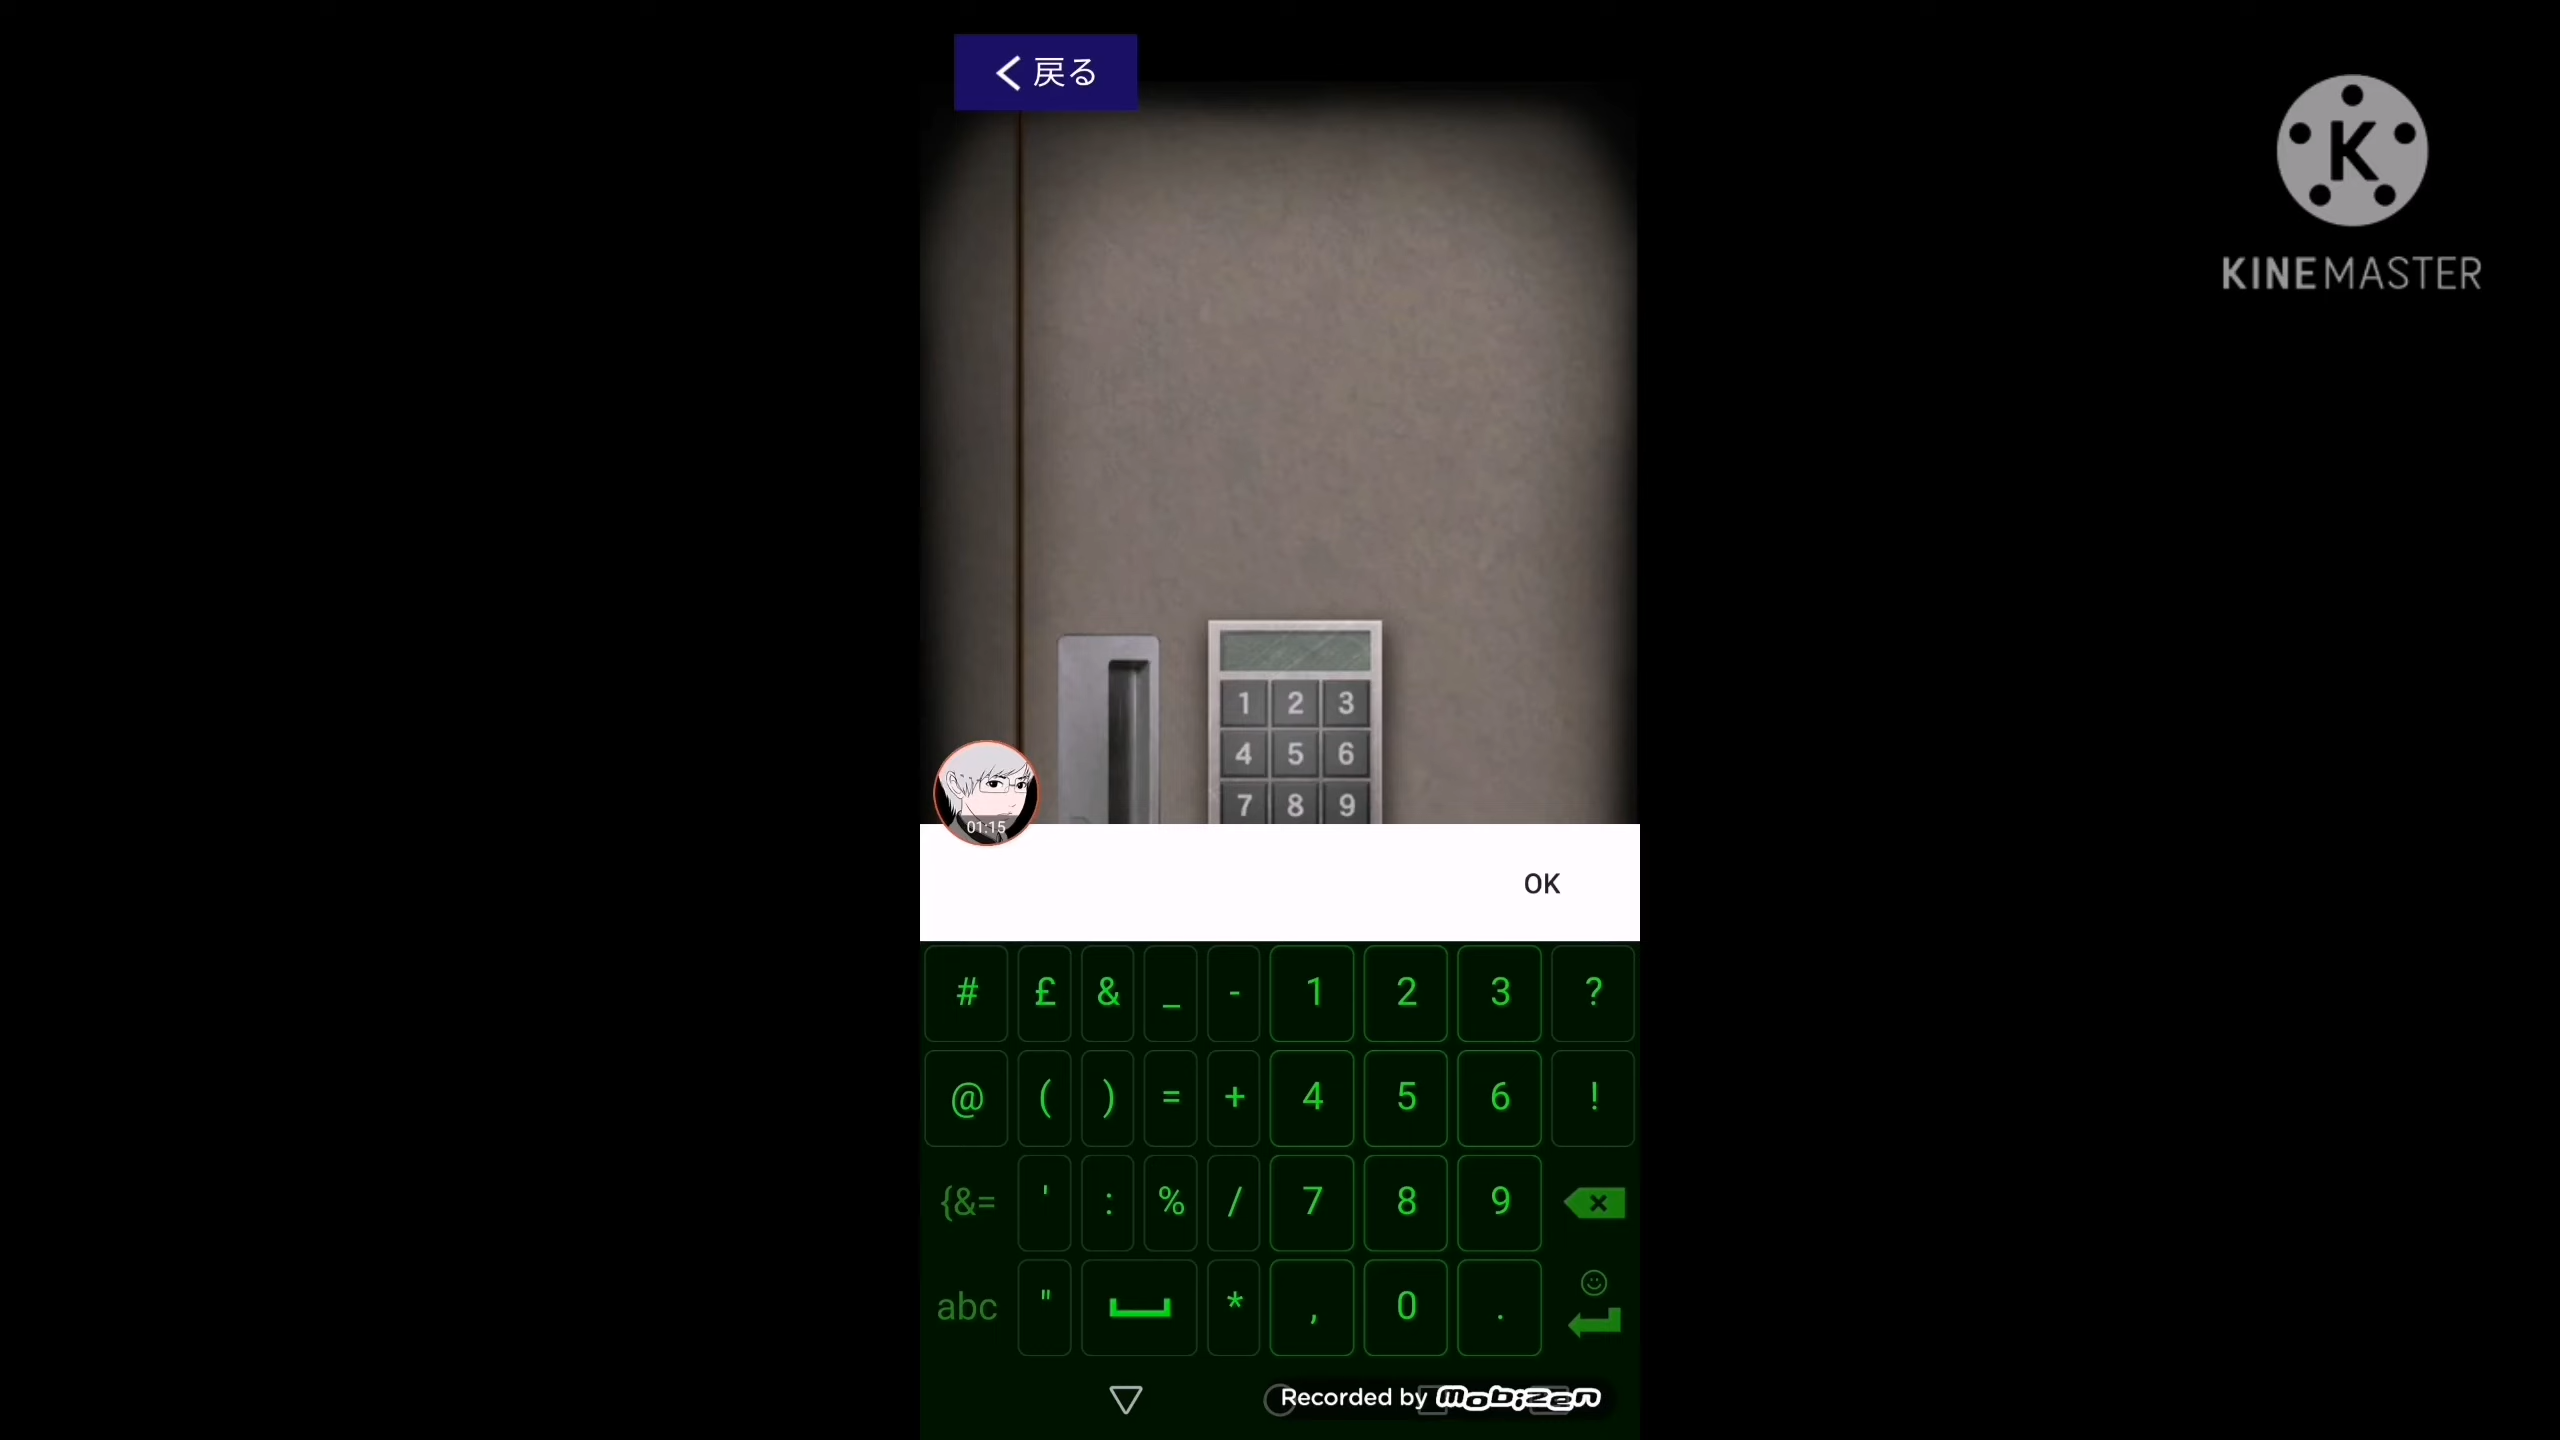 戻る
K
KINEMASTER
1 2 3
4 5 6
7 8 9
01:15
OK
# £ & _ - 1 2 3 ?
@ ( ) = + 4 5 6 !
{&= ' : % / 7 8 9
abc " * , 0 .
Recorded by mobizen